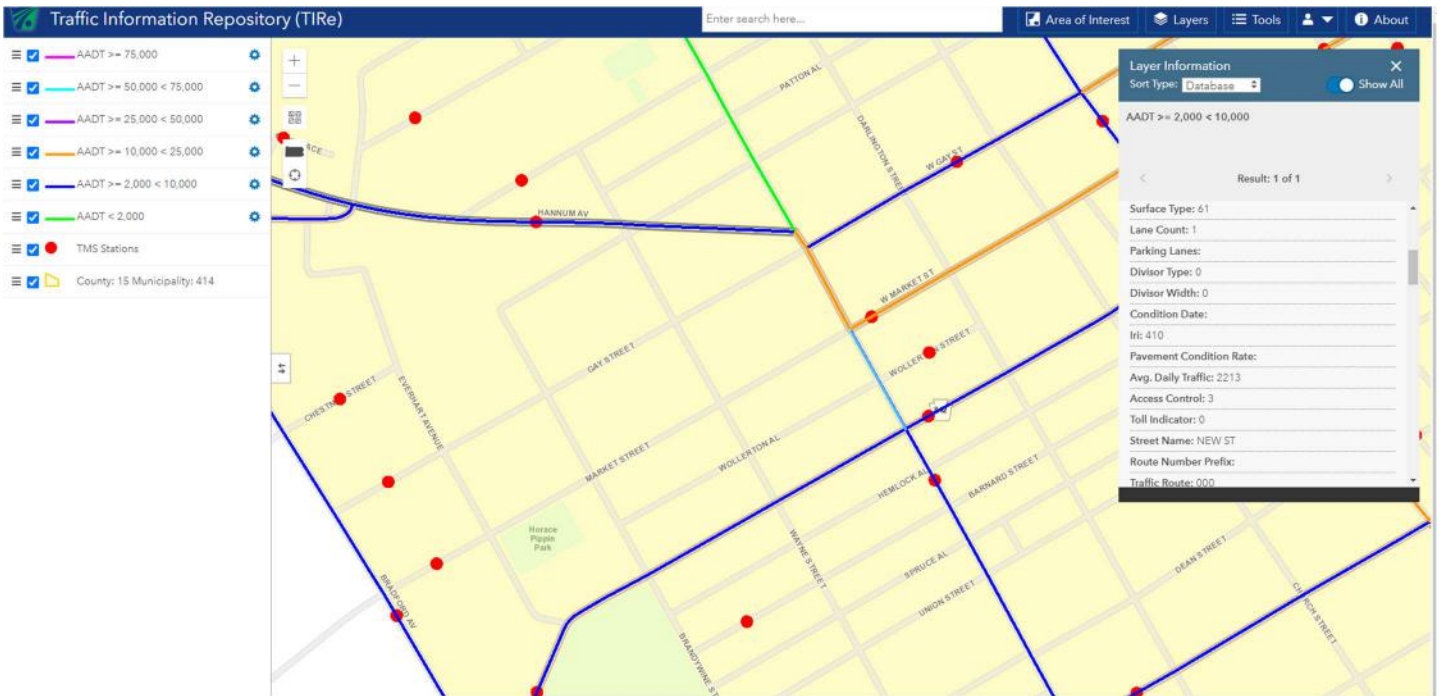 Traffic Information Repository (TIRe)
Enter search here...
Area of Interest
Layers
Tools
About
AADT >= 75,000
AADT >= 50,000 < 75,000
AADT >= 25,000 < 50,000
AADT >= 10,000 < 25,000
AADT >= 2,000 < 10,000
AADT < 2,000
TMS Stations
County: 15 Municipality: 414
PATTON AL
DARLINGTON STREET
W GAY ST
HANNUM AV
W MARKET ST
GAY STREET
WOLLERTON STREET
CHESTNUT STREET
EVERHART AVENUE
MARKET STREET
WOLLERTON AL
HEMLOCK AL
BARNARD STREET
Horace
Pippin
Park
WAYNE STREET
SPRUCE AL
UNION STREET
DEAN STREET
CHURCH STREET
BRADFORD AV
BRANDYWINE ST
Layer Information
Sort Type: Database
Show All
AADT >= 2,000 < 10,000
Result: 1 of 1
Surface Type: 61
Lane Count: 1
Parking Lanes:
Divisor Type: 0
Divisor Width: 0
Condition Date:
Iri: 410
Pavement Condition Rate:
Avg. Daily Traffic: 2213
Access Control: 3
Toll Indicator: 0
Street Name: NEW ST
Route Number Prefix:
Traffic Route: 000